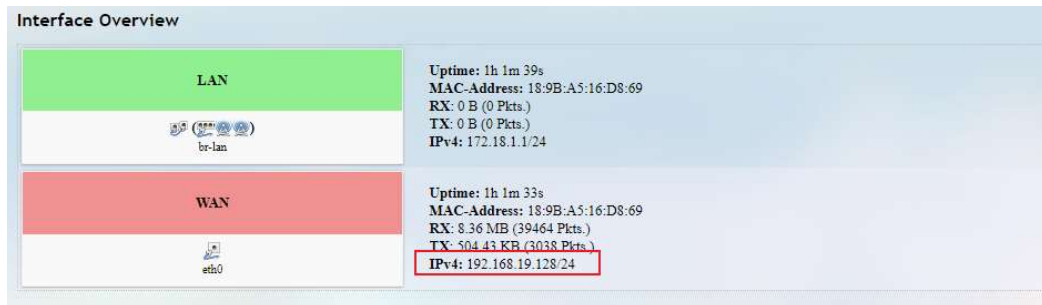 Interface Overview
LAN
br-lan
Uptime: 1h 1m 39s
MAC-Address: 18:9B:A5:16:D8:69
RX: 0 B (0 Pkts.)
TX: 0 B (0 Pkts.)
IPv4: 172.18.1.1/24
WAN
eth0
Uptime: 1h 1m 33s
MAC-Address: 18:9B:A5:16:D8:69
RX: 8.36 MB (39464 Pkts.)
TX: 504.43 KB (3038 Pkts.)
IPv4: 192.168.19.128/24